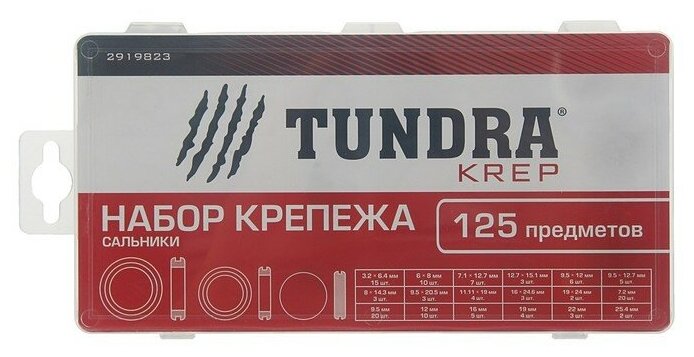 2919823
TUNDRA®
KREP
НАБОР КРЕПЕЖА
САЛЬНИКИ
125 предметов
3.2 × 6.4 мм 6 × 8 мм 7.1 × 12.7 мм 12.7 × 15.1 мм 9.5 × 12 мм 9.5 × 12.7 мм
15 шт. 10 шт. 7 шт. 3 шт. 6 шт. 5 шт.
8 × 14.3 мм 9.5 × 20.5 мм 11.11 × 19 мм 16 × 24.6 мм 19 × 24 мм 7.2 мм
3 шт. 3 шт. 4 шт. 3 шт. 2 шт. 20 шт.
9.5 мм 12 мм 16 мм 19 мм 22 мм 25.4 мм
20 шт. 10 шт. 5 шт. 4 шт. 3 шт. 2 шт.